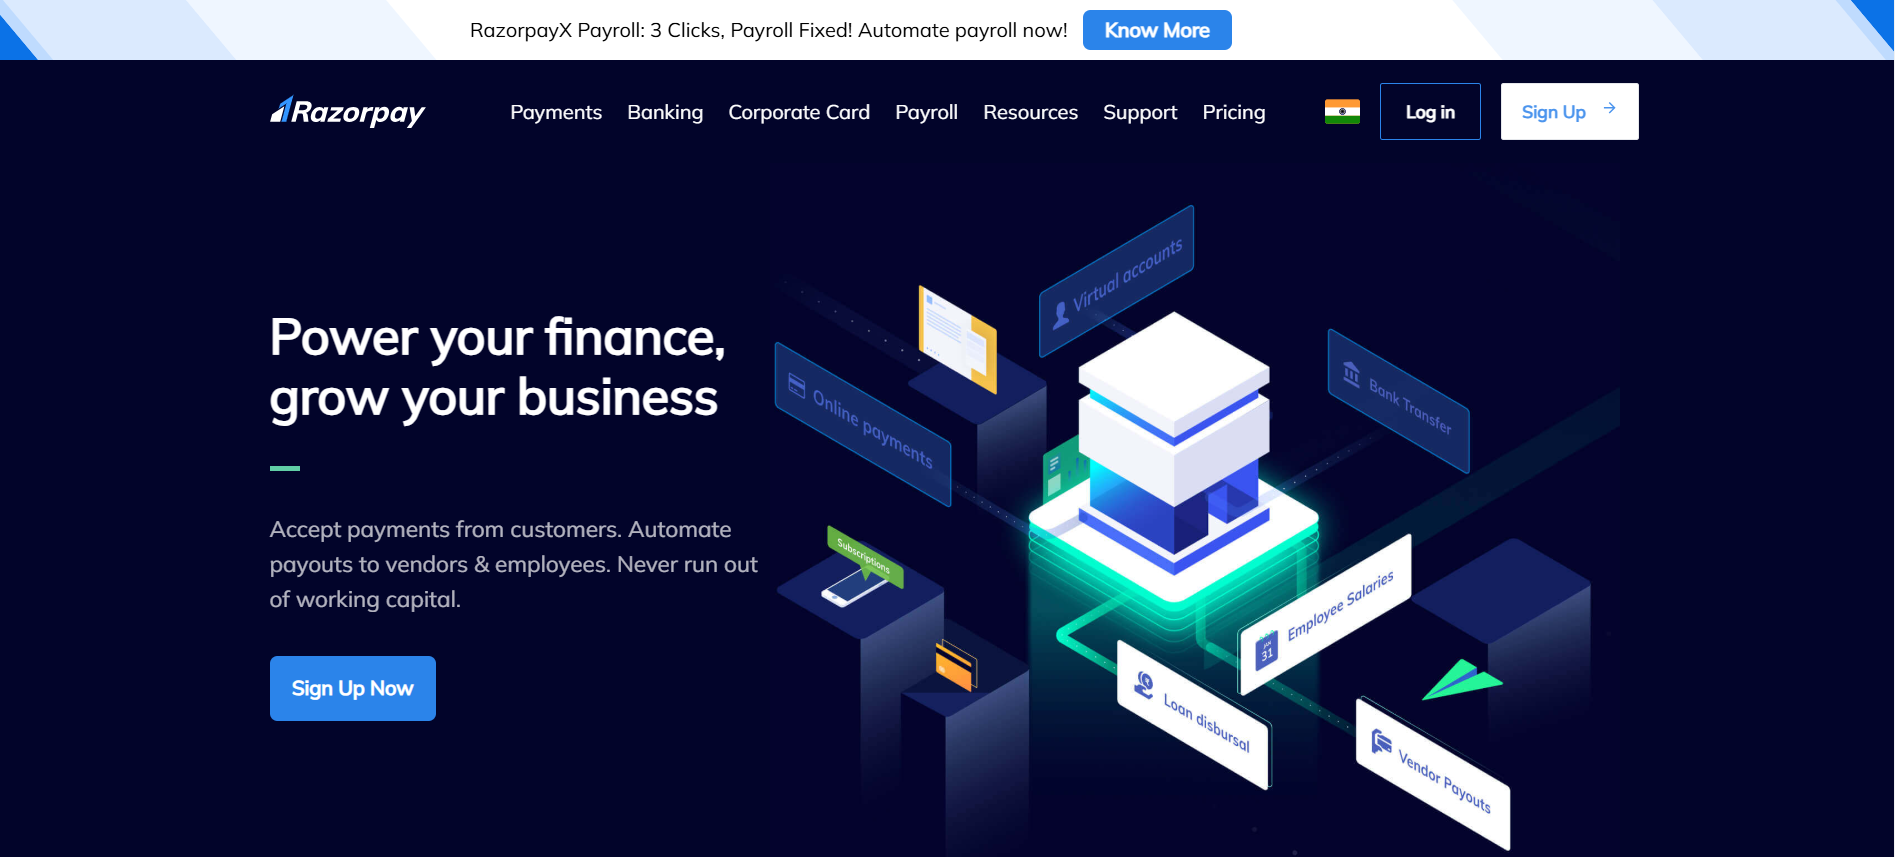 RazorpayX Payroll: 3 Clicks, Payroll Fixed! Automate payroll now!
Know More
Razorpay
Payments
Banking
Corporate Card
Payroll
Resources
Support
Pricing
Log in
Sign Up
Power your finance,
grow your business
Accept payments from customers. Automate
payouts to vendors & employees. Never run out
of working capital.
Sign Up Now
Virtual accounts
Online payments
Bank Transfer
Subscriptions
JAN
31
Employee Salaries
Loan disbursal
Vendor Payouts